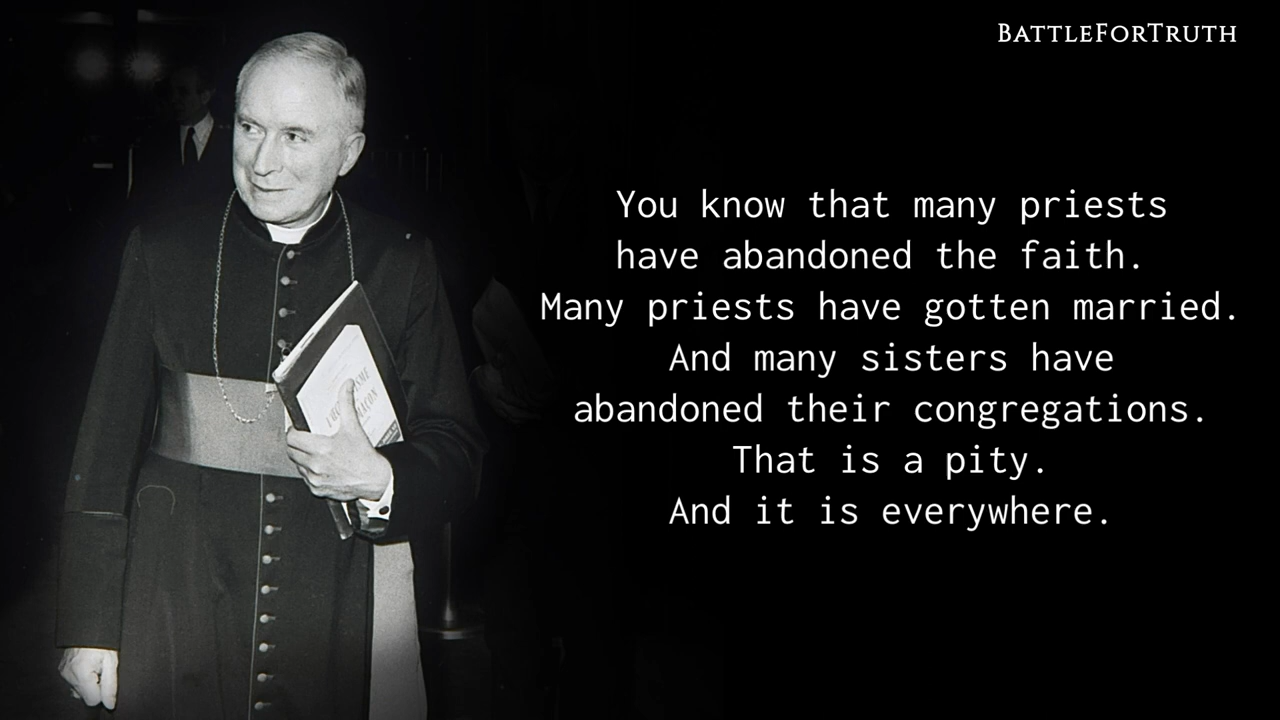 BATTLEFORTRUTH
You know that many priests
have abandoned the faith.
Many priests have gotten married.
And many sisters have
abandoned their congregations.
That is a pity.
And it is everywhere.